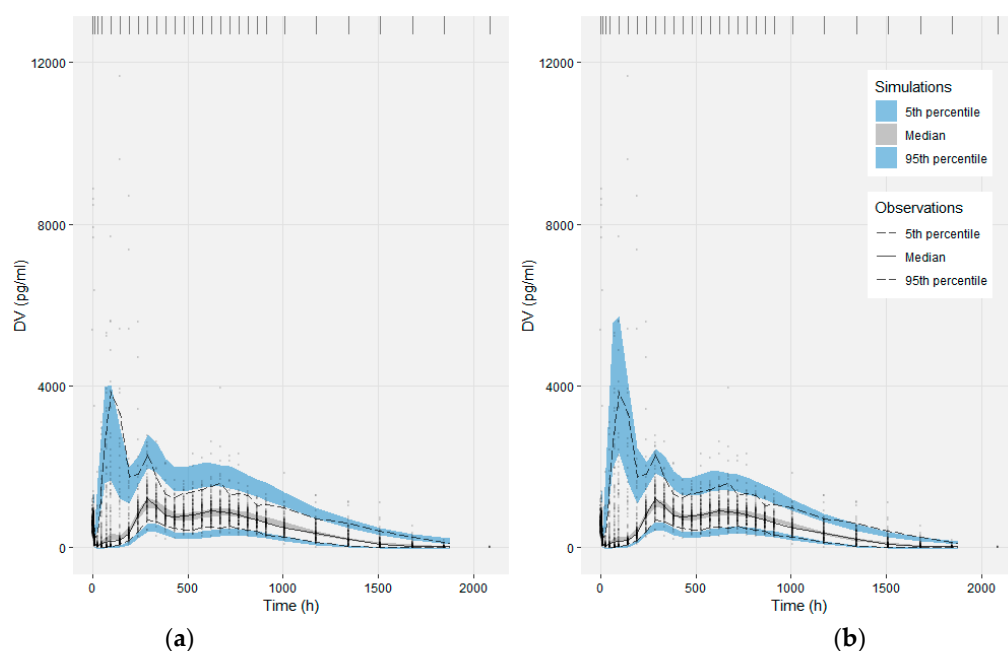 12000
8000
4000
0
DV (pg/ml)
0
500
1000
1500
2000
Time (h)
(a)
12000
8000
4000
0
DV (pg/ml)
0
500
1000
1500
2000
Time (h)
(b)
Simulations
5th percentile
Median
95th percentile
Observations
5th percentile
Median
95th percentile